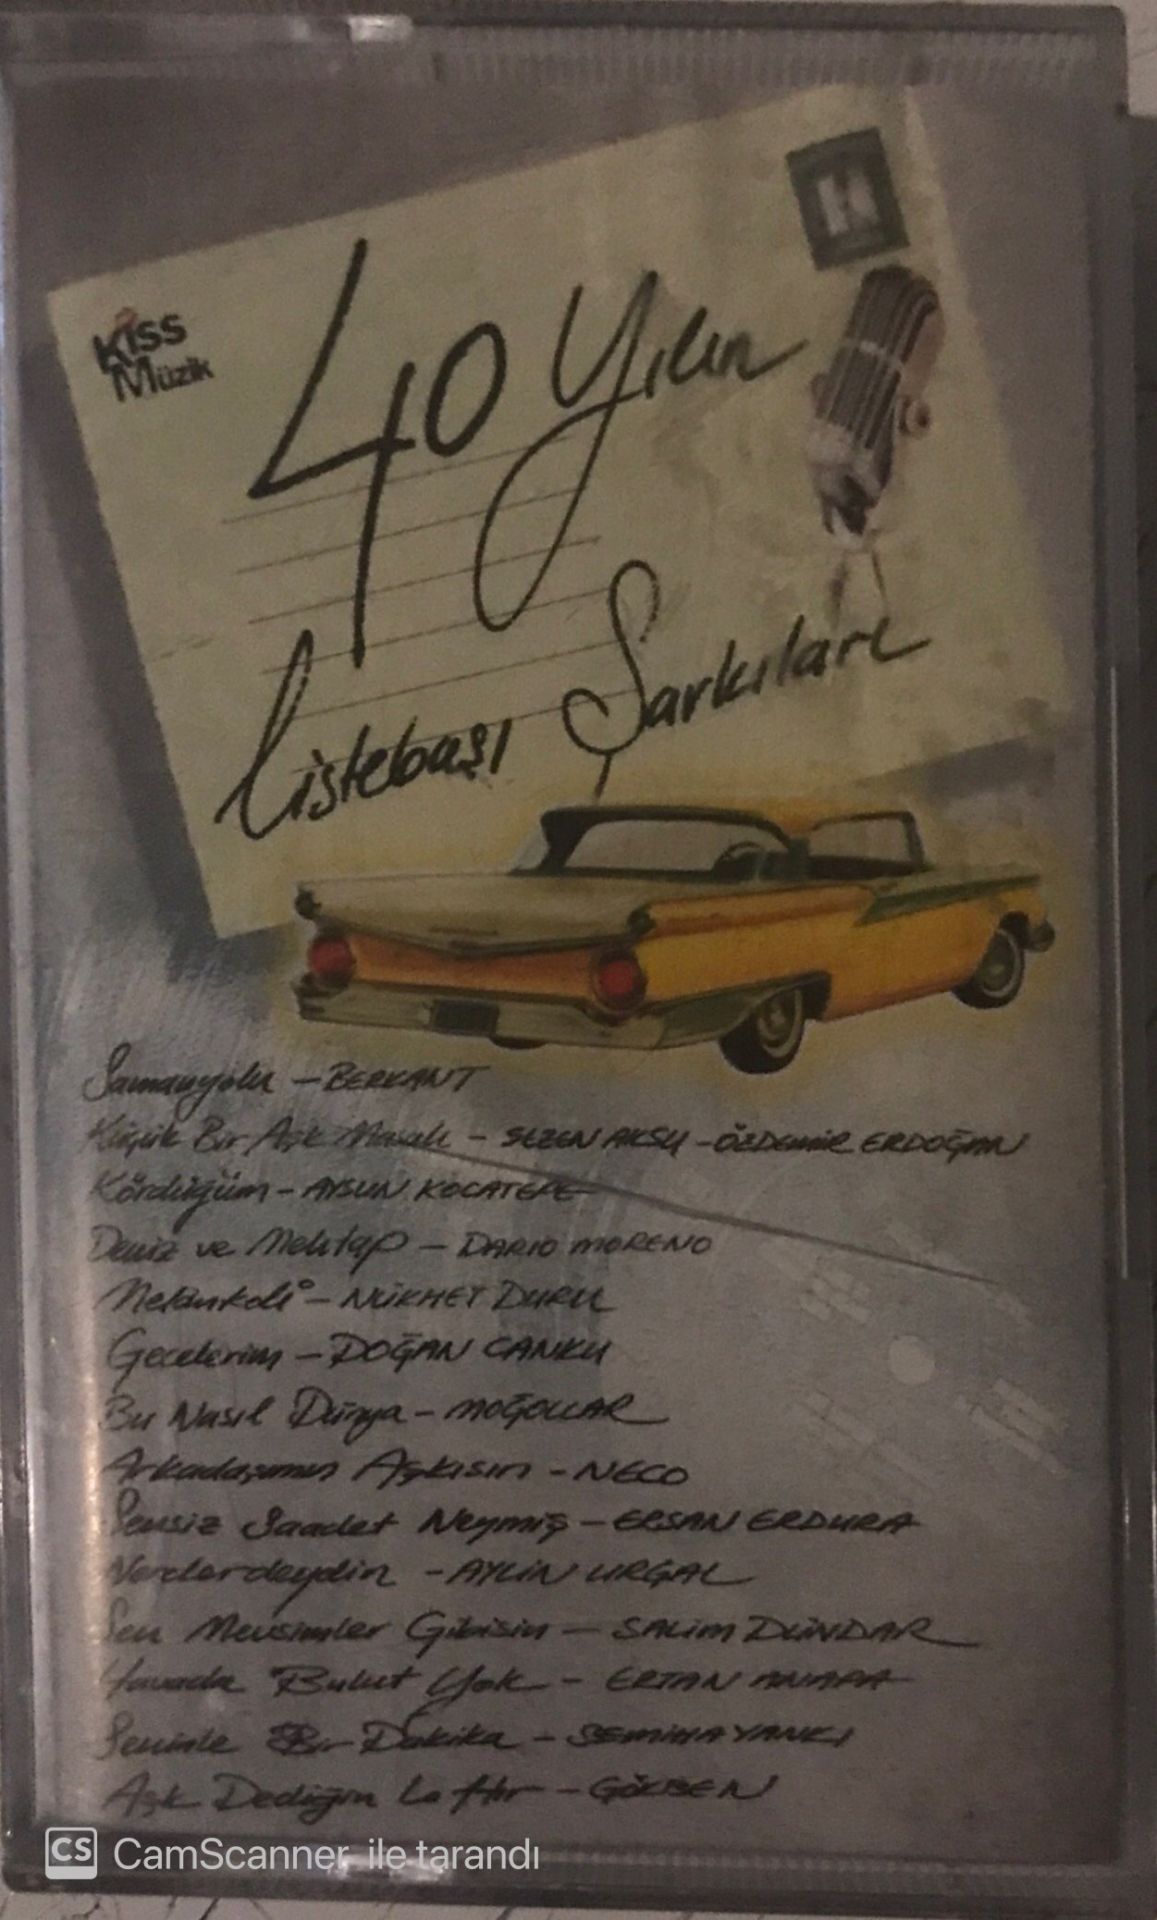 Kiss
Müzik
40 Yılın
Listebaşı Şarkıları
Samanyolu - BERKANT
Küçük Bir Aşk Masalı - SEZEN AKSU - ÖZDEMİR ERDOĞAN
Kördüğüm - AYSUN KOCATEPE
Deniz ve Mehtap - DARIO MORENO
Melankoli - NÜKHET DURU
Gecelerim - DOĞAN CANKU
Bu Nasıl Dünya - MOĞOLLAR
Arkadaşımın Aşkısın - NECO
Sensiz Saadet Neymiş - ERSAN ERDURA
Nerelerdeydin - AYLİN URGAL
Sen Mevsimler Gibisin - SALİM DÜNDAR
Havada Bulut Yok - ERTAN ANAPA
Seninle Bir Dakika - SEMİHA YANKI
Aşk Dediğin Laftır - GÖKBEN
CS CamScanner ile tarandı